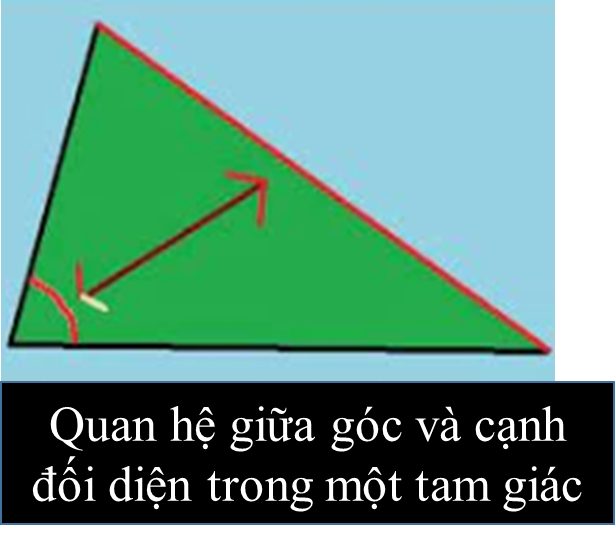 Quan hệ giữa góc và cạnh
đối diện trong một tam giác